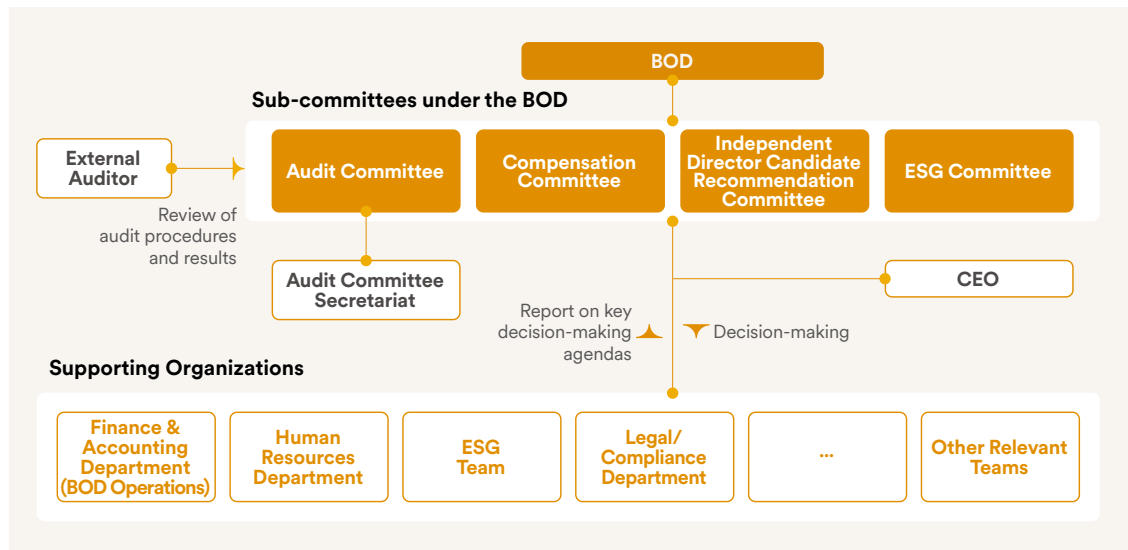 BOD
Sub-committees under the BOD
External
Auditor
Audit Committee
Compensation
Committee
Independent
Director Candidate
Recommendation
Committee
ESG Committee
Review of
audit procedures
and results
Audit Committee
Secretariat
CEO
Report on key
decision-making
agendas
Decision-making
Supporting Organizations
Finance &
Accounting
Department
(BOD Operations)
Human
Resources
Department
ESG
Team
Legal/
Compliance
Department
...
Other Relevant
Teams